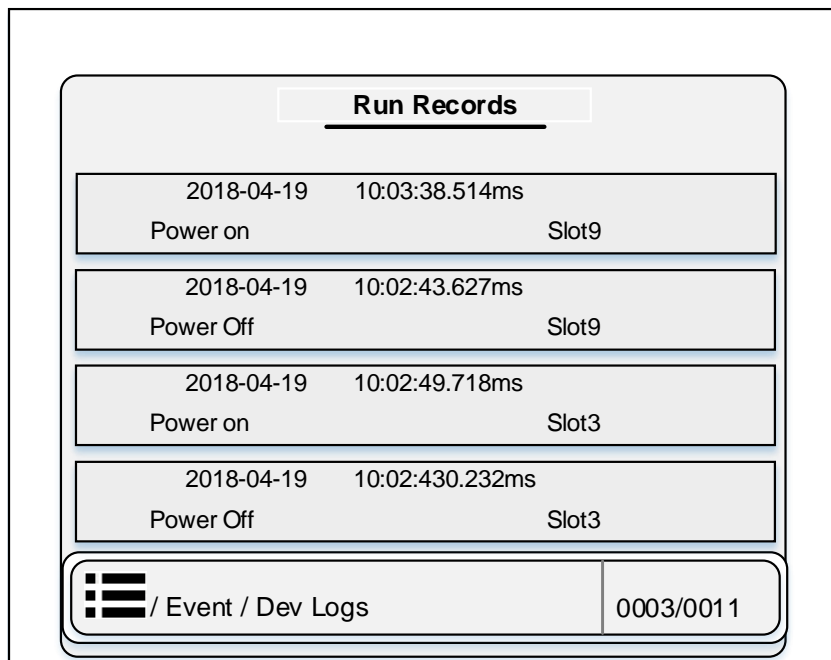 Run Records
2018-04-19 10:03:38.514ms
Power on Slot9
2018-04-19 10:02:43.627ms
Power Off Slot9
2018-04-19 10:02:49.718ms
Power on Slot3
2018-04-19 10:02:430.232ms
Power Off Slot3
/ Event / Dev Logs 0003/0011